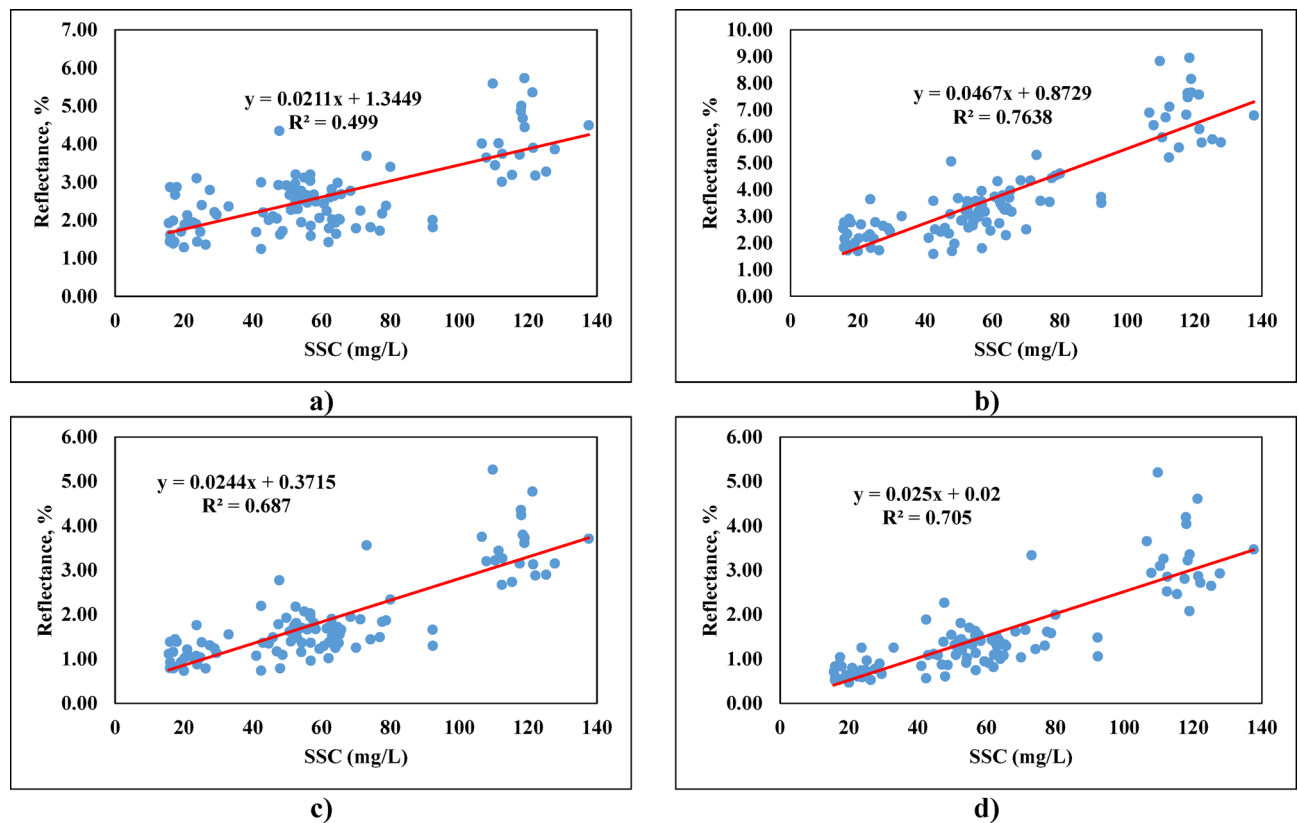 7.00
6.00
5.00
4.00
3.00
2.00
1.00
0.00
Reflectance, %
y = 0.0211x + 1.3449
R² = 0.499
0 20 40 60 80 100 120 140
SSC (mg/L)
a)
10.00
9.00
8.00
7.00
6.00
5.00
4.00
3.00
2.00
1.00
0.00
Reflectance, %
y = 0.0467x + 0.8729
R² = 0.7638
0 20 40 60 80 100 120 140
SSC (mg/L)
b)
6.00
5.00
4.00
3.00
2.00
1.00
0.00
Reflectance, %
y = 0.0244x + 0.3715
R² = 0.687
0 20 40 60 80 100 120 140
SSC (mg/L)
c)
6.00
5.00
4.00
3.00
2.00
1.00
0.00
Reflectance, %
y = 0.025x + 0.02
R² = 0.705
0 20 40 60 80 100 120 140
SSC (mg/L)
d)